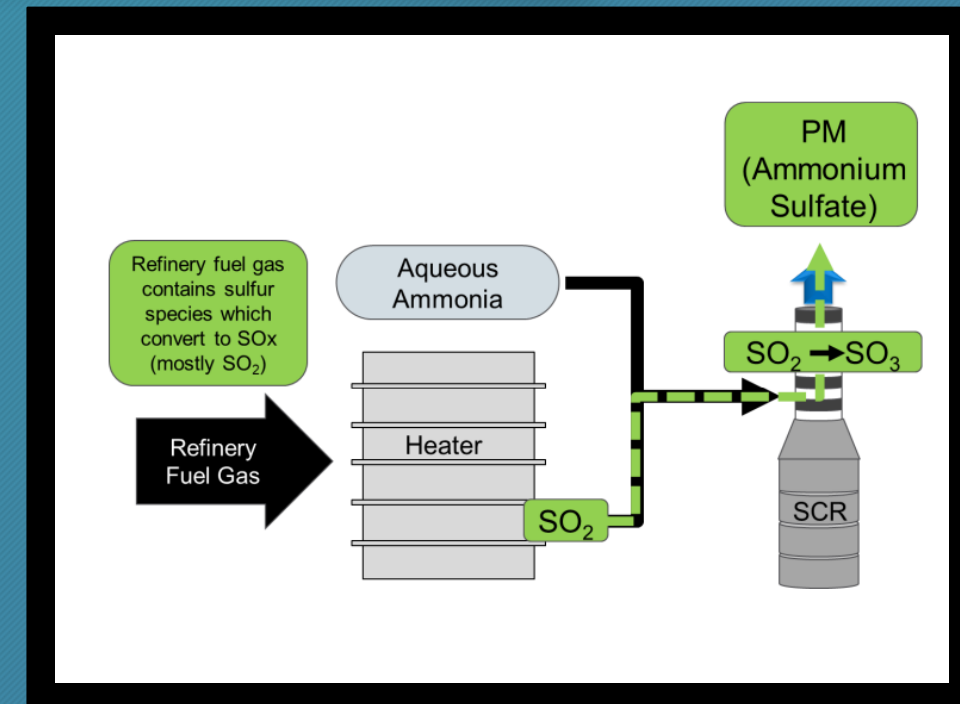 PM
(Ammonium
Sulfate)
Refinery fuel gas
contains sulfur
species which
convert to SOx
(mostly SO₂)
Aqueous
Ammonia
SO₂ → SO₃
Refinery
Fuel Gas
Heater
SO₂
SCR